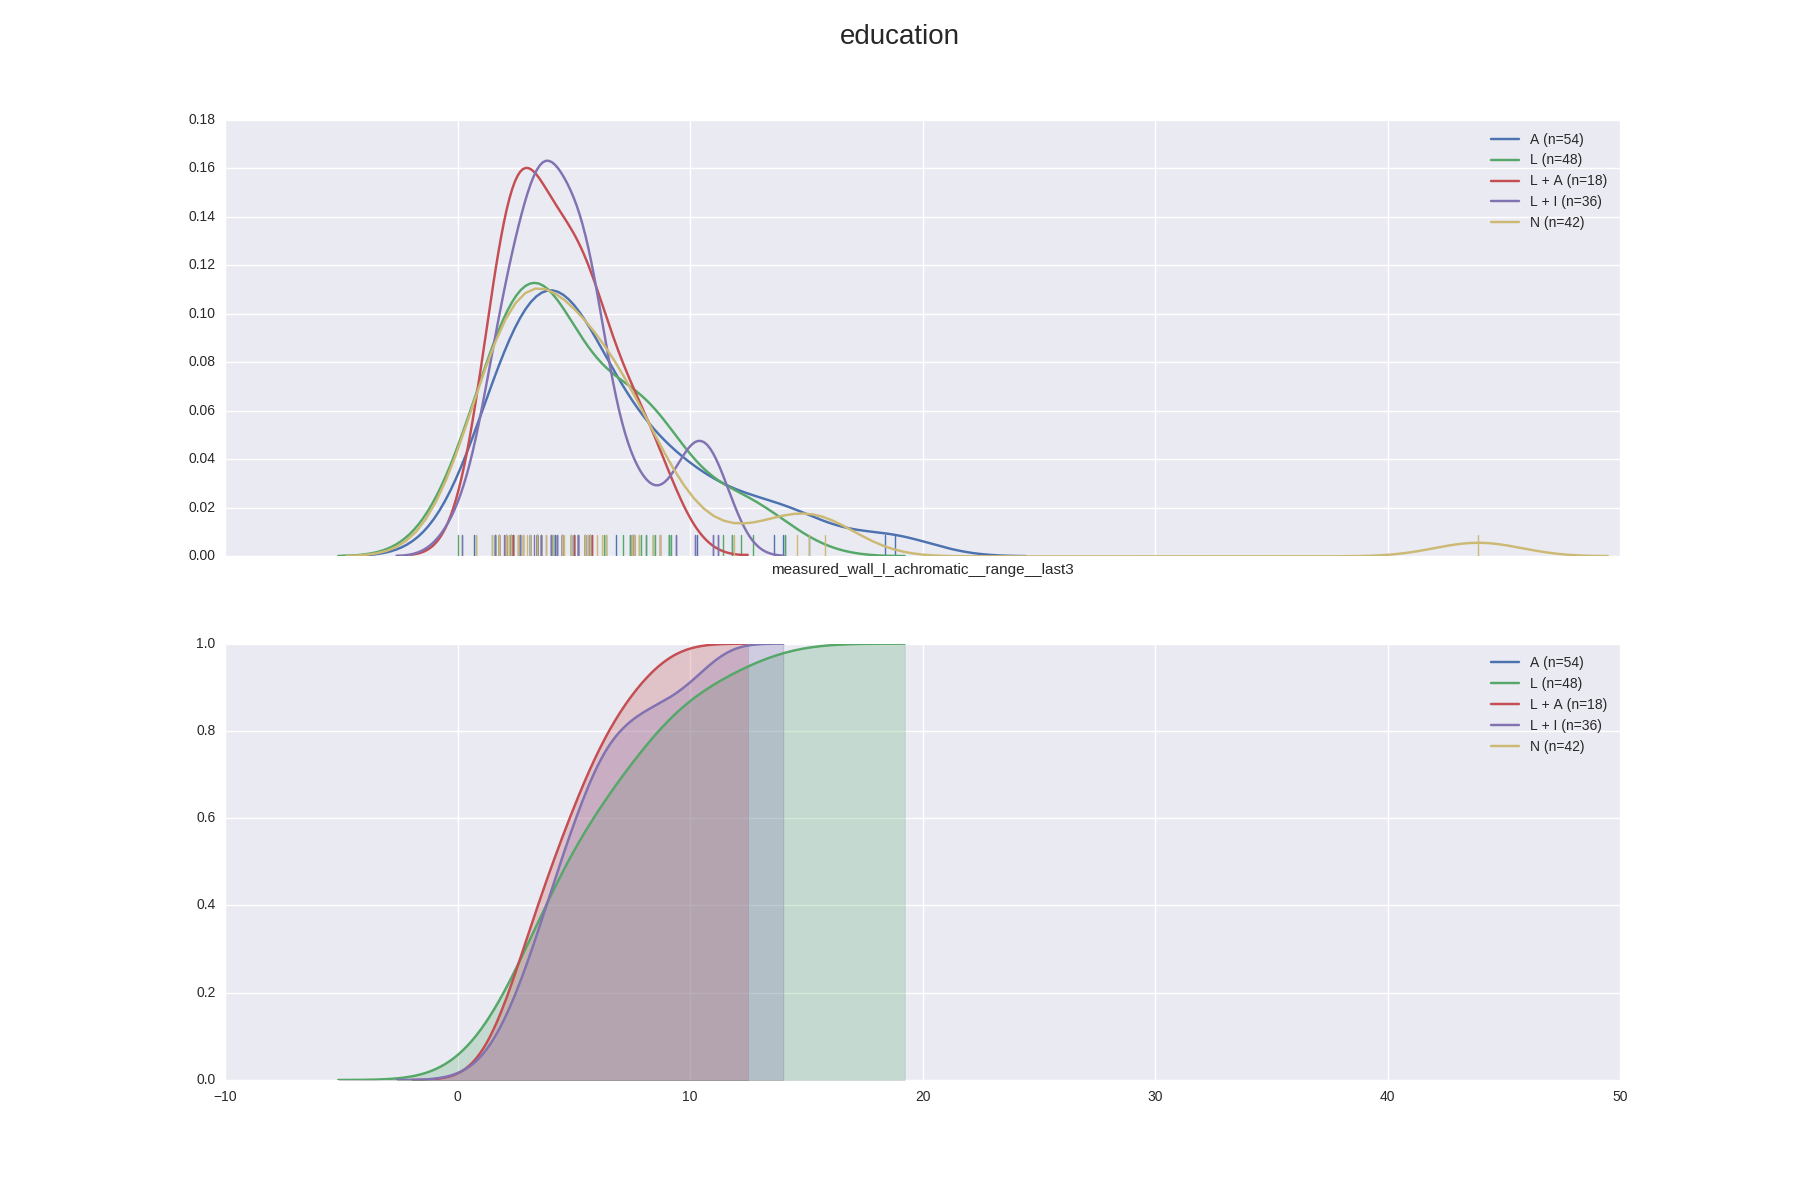 education
0.18
0.16
0.14
0.12
0.10
0.08
0.06
0.04
0.02
0.00
A (n=54)
L (n=48)
L + A (n=18)
L + I (n=36)
N (n=42)
measured_wall_l_achromatic__range__last3
1.0
0.8
0.6
0.4
0.2
0.0
A (n=54)
L (n=48)
L + A (n=18)
L + I (n=36)
N (n=42)
−10 0 10 20 30 40 50